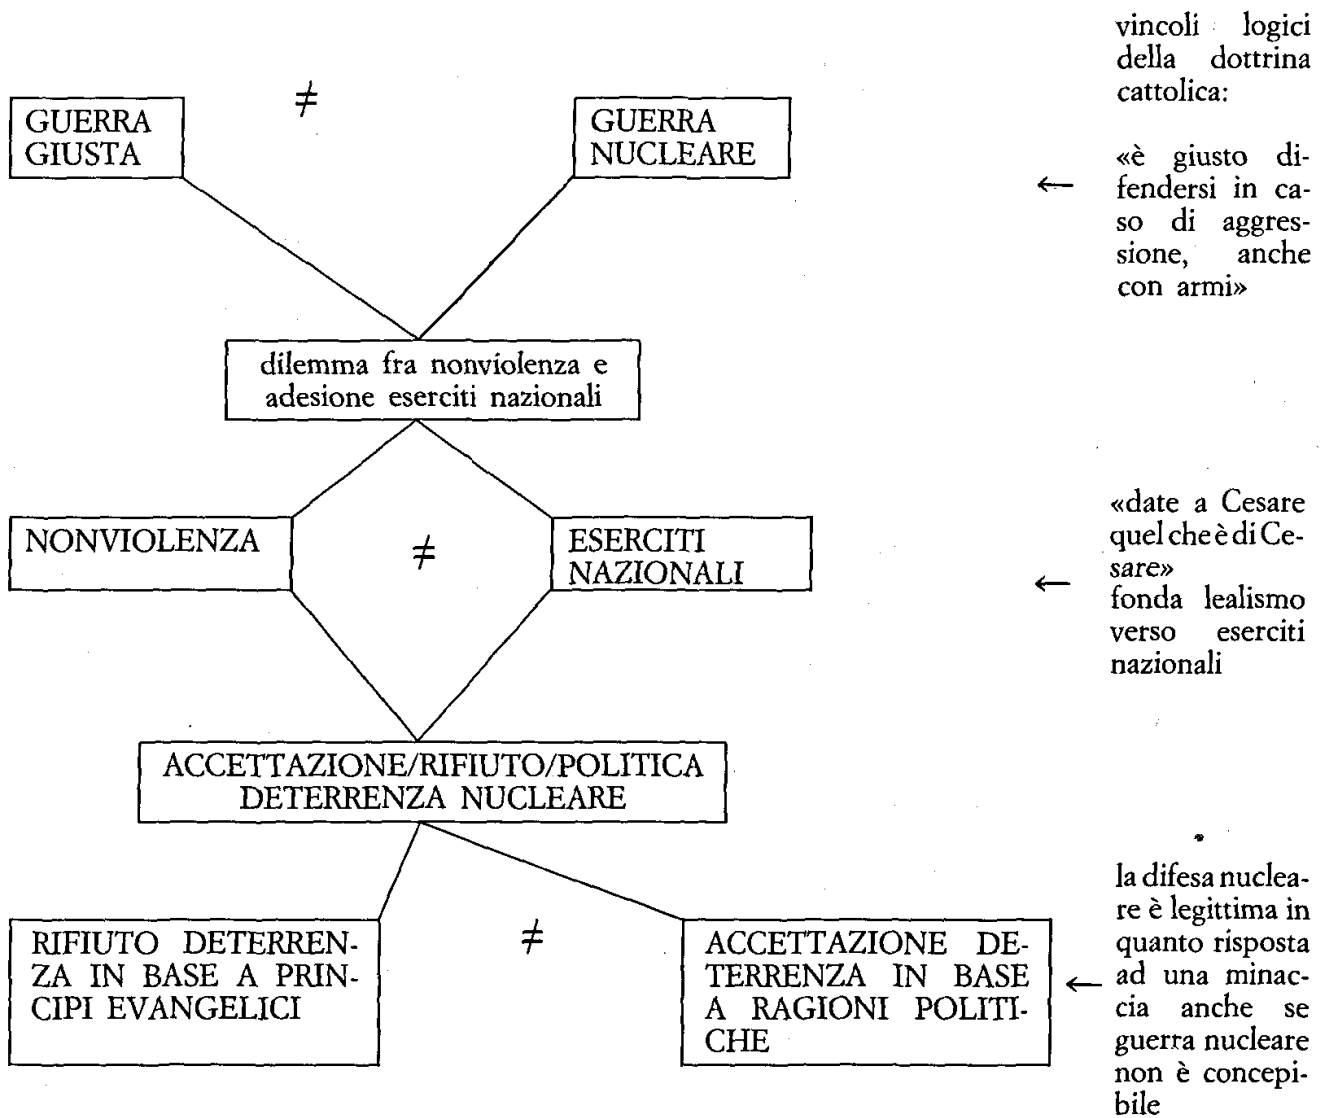 vincoli logici
della dottrina
cattolica:
≠
GUERRA
GIUSTA
GUERRA
NUCLEARE
←
«è giusto di-
fendersi in ca-
so di aggres-
sione, anche
con armi»
dilemma fra nonviolenza e
adesione eserciti nazionali
NONVIOLENZA
≠
ESERCITI
NAZIONALI
←
«date a Cesare
quel che è di Ce-
sare»
fonda lealismo
verso eserciti
nazionali
ACCETTAZIONE/RIFIUTO/POLITICA
DETERRENZA NUCLEARE
RIFIUTO DETERREN-
ZA IN BASE A PRIN-
CIPI EVANGELICI
≠
ACCETTAZIONE DE-
TERRENZA IN BASE
A RAGIONI POLITI-
CHE
←
la difesa nuclea-
re è legittima in
quanto risposta
ad una minac-
cia anche se
guerra nucleare
non è concepi-
bile